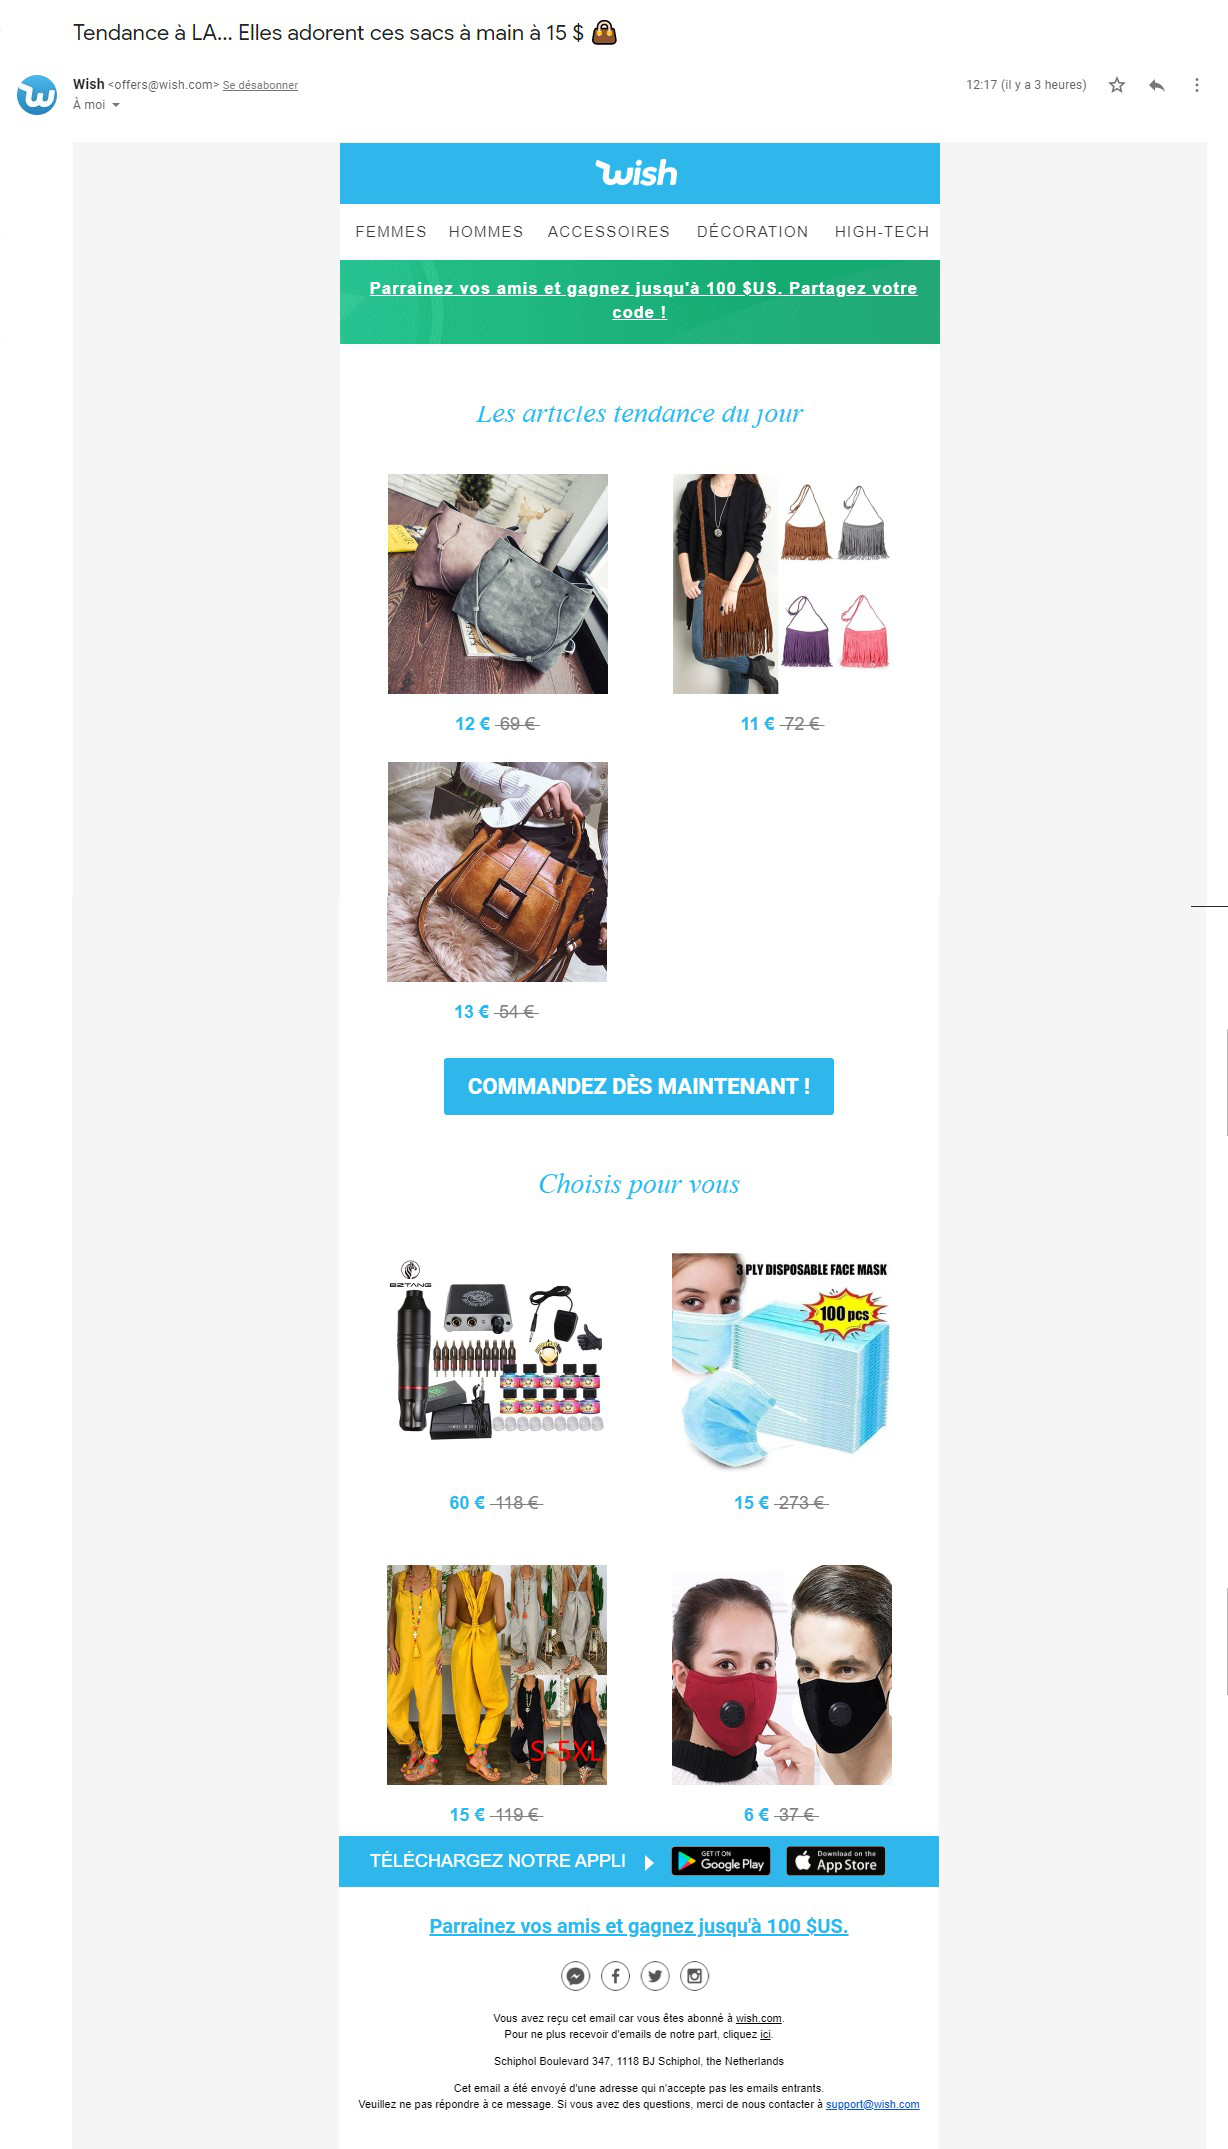 Tendance à LA... Elles adorent ces sacs à main à 15 $ 👜
Wish <offers@wish.com> Se désabonner
12:17 (il y a 3 heures)
À moi
wish
FEMMES HOMMES ACCESSOIRES DÉCORATION HIGH-TECH
Parrainez vos amis et gagnez jusqu'à 100 $US. Partagez votre
code !
Les articles tendance du jour
12 € 69 €
11 € 72 €
13 € 54 €
COMMANDEZ DÈS MAINTENANT !
Choisis pour vous
BZTANG
3 PLY DISPOSABLE FACE MASK
100 pcs
60 € 118 €
15 € 273 €
S-5XL
15 € 119 €
6 € 37 €
TÉLÉCHARGEZ NOTRE APPLI
GET IT ON
Google Play
Download on the
App Store
Parrainez vos amis et gagnez jusqu'à 100 $US.
Vous avez reçu cet email car vous êtes abonné à wish.com.
Pour ne plus recevoir d'emails de notre part, cliquez ici.
Schiphol Boulevard 347, 1118 BJ Schiphol, the Netherlands
Cet email a été envoyé d'une adresse qui n'accepte pas les emails entrants.
Veuillez ne pas répondre à ce message. Si vous avez des questions, merci de nous contacter à support@wish.com